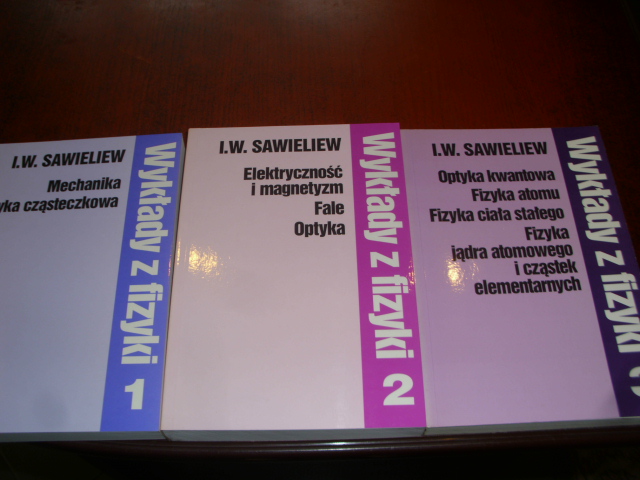 I.W. SAWIELIEW
Mechanika
yka cząsteczkowa
Wykłady z fizyki
1
I.W. SAWIELIEW
Elektryczność
i magnetyzm
Fale
Optyka
Wykłady z fizyki
2
I.W. SAWIELIEW
Optyka kwantowa
Fizyka atomu
Fizyka ciała stałego
Fizyka
jądra atomowego
i cząstek
elementarnych
Wykłady z fizyki